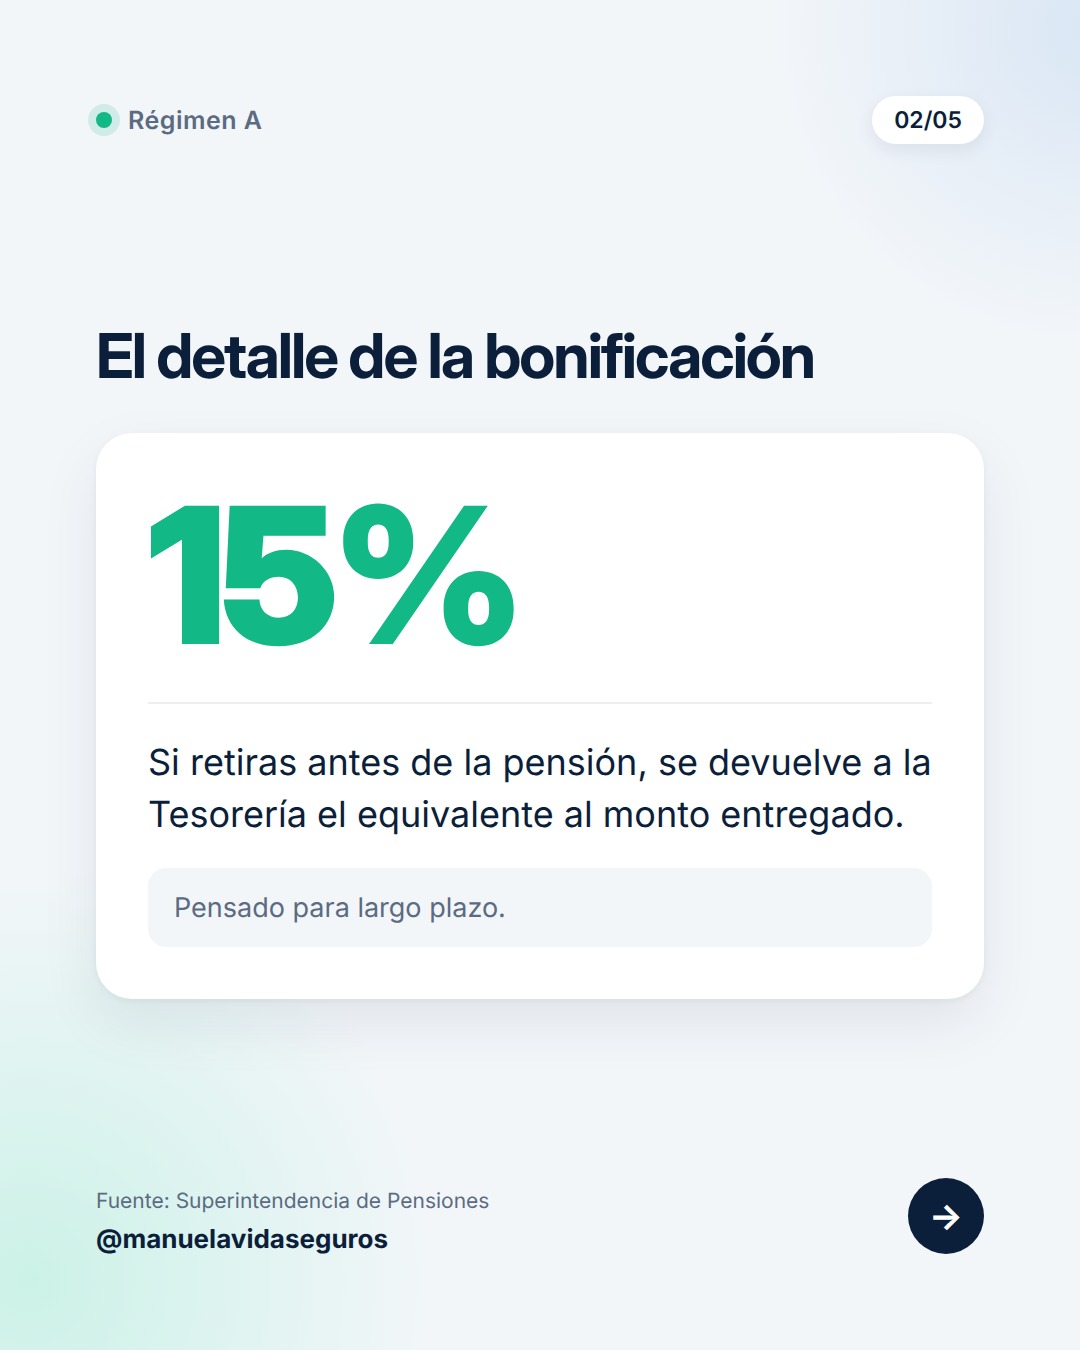 Régimen A
02/05
El detalle de la bonificación
15%
Si retiras antes de la pensión, se devuelve a la
Tesorería el equivalente al monto entregado.
Pensado para largo plazo.
Fuente: Superintendencia de Pensiones
@manuelavidaseguros
→